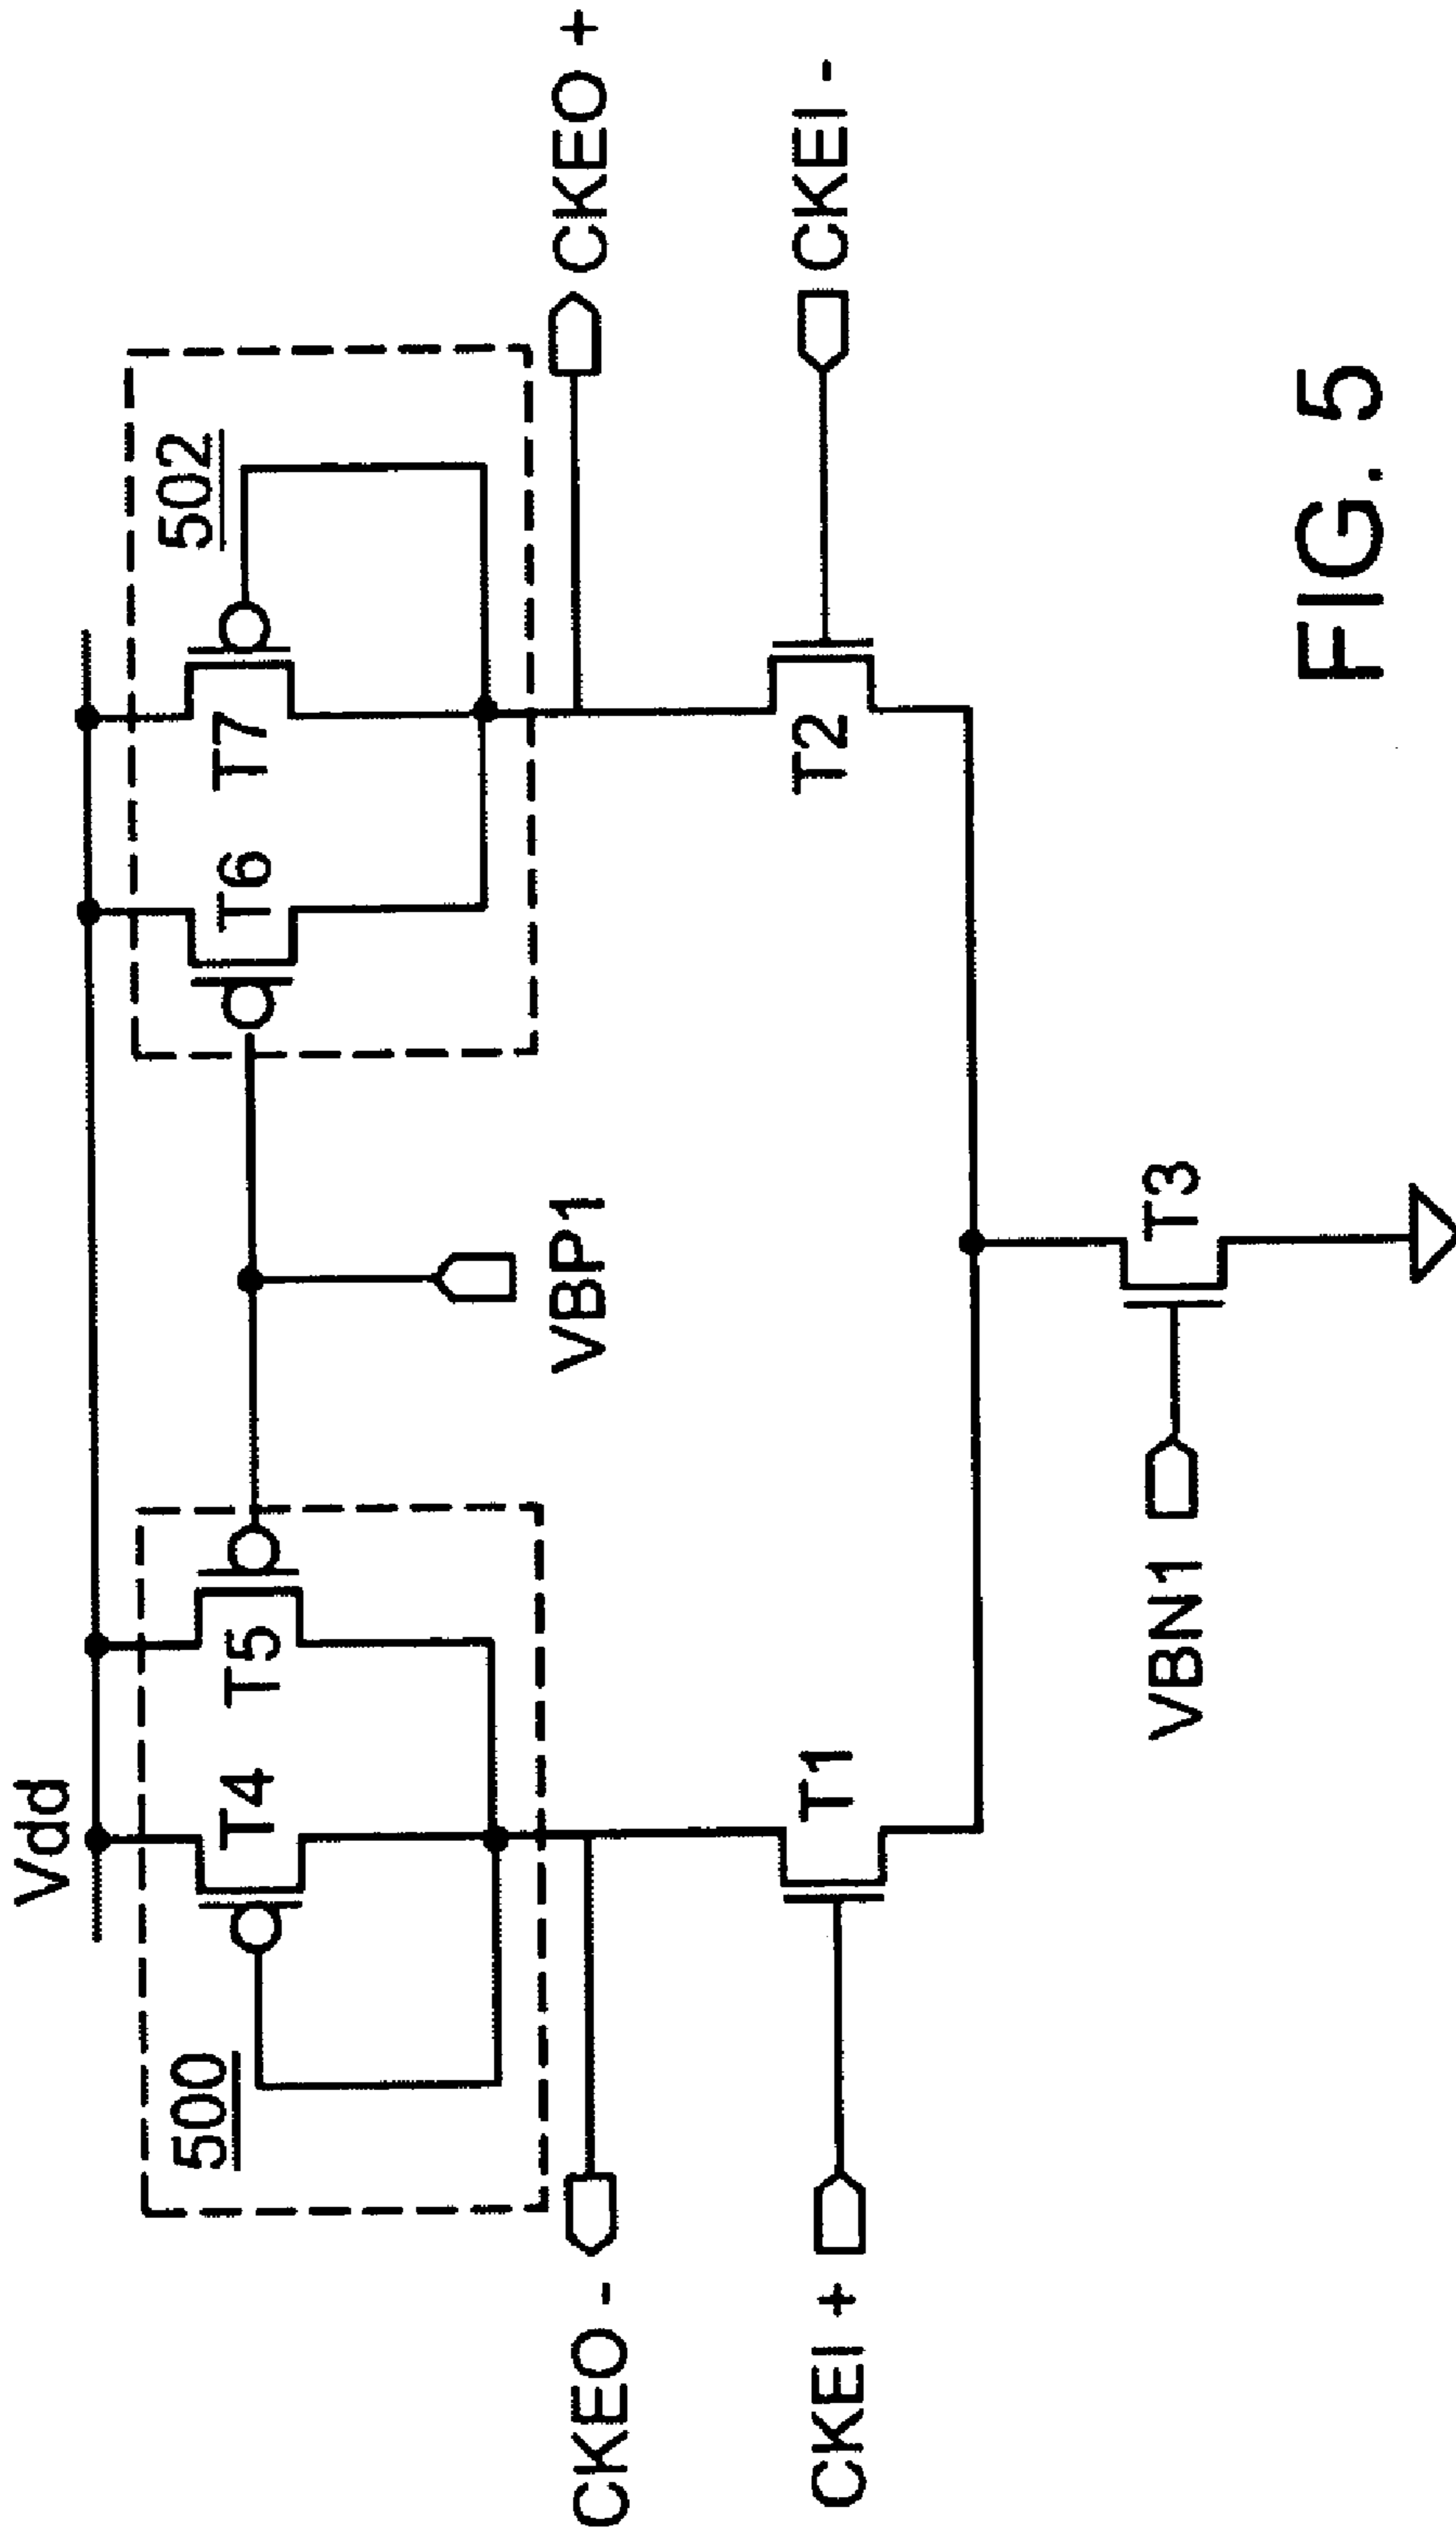 Vdd
500
T4
T5
T6
T7
502
CKEO -
VBP1
CKEO +
CKEI +
T1
T2
CKEI -
VBN1
T3
FIG. 5